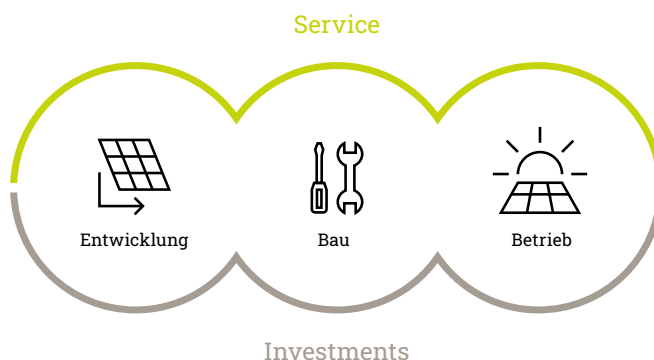 Service
Entwicklung
Bau
Betrieb
Investments